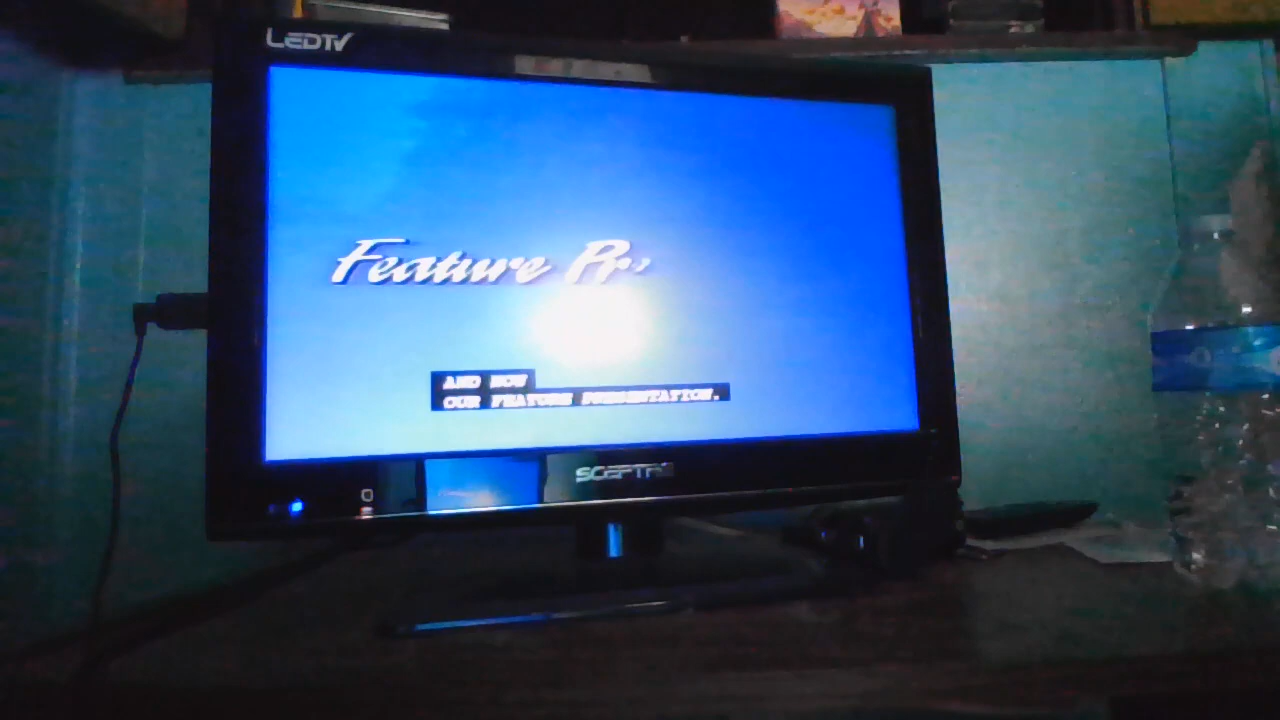 LEDTV
Feature Pr
AND NOW
OUR FEATURE PRESENTATION.
SCEPTRE